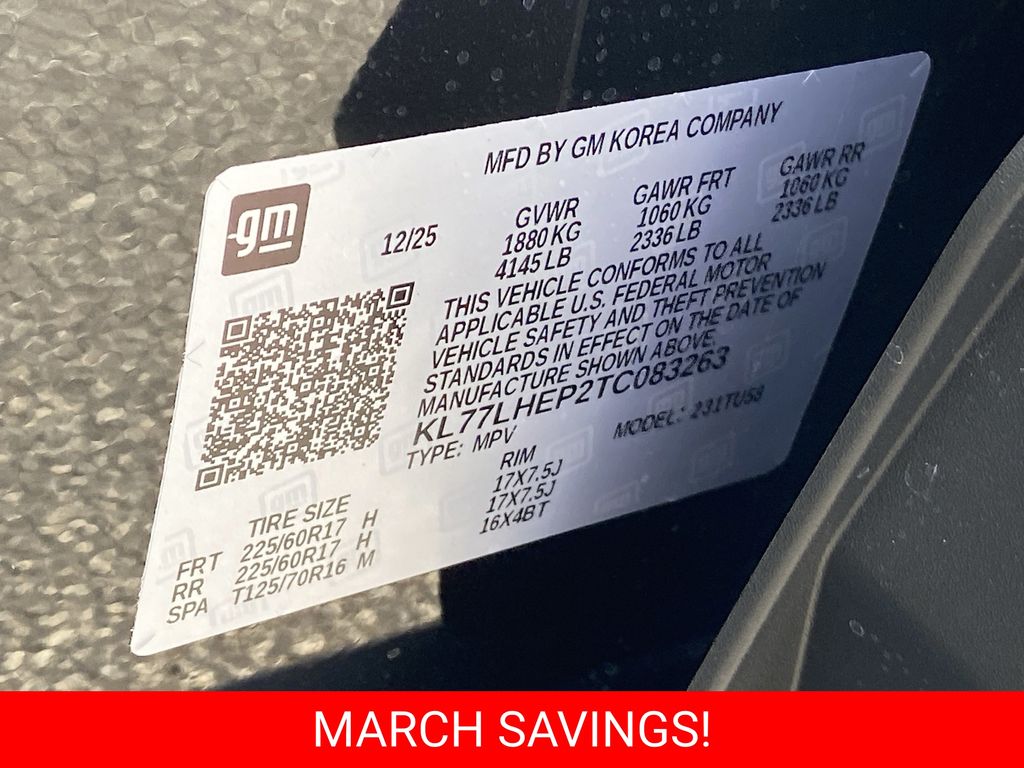 MFD BY GM KOREA COMPANY
gm
12/25
GVWR GAWR FRT GAWR RR
1880 KG 1060 KG 1060 KG
4145 LB 2336 LB 2336 LB
THIS VEHICLE CONFORMS TO ALL
APPLICABLE U.S. FEDERAL MOTOR
VEHICLE SAFETY AND THEFT PREVENTION
STANDARDS IN EFFECT ON THE DATE OF
MANUFACTURE SHOWN ABOVE.
KL77LHEP2TC083263
TYPE: MPV MODEL: 231TU58
TIRE SIZE RIM
FRT 225/60R17 H 17X7.5J
RR 225/60R17 H 17X7.5J
SPA T125/70R16 M 16X4BT
MARCH SAVINGS!